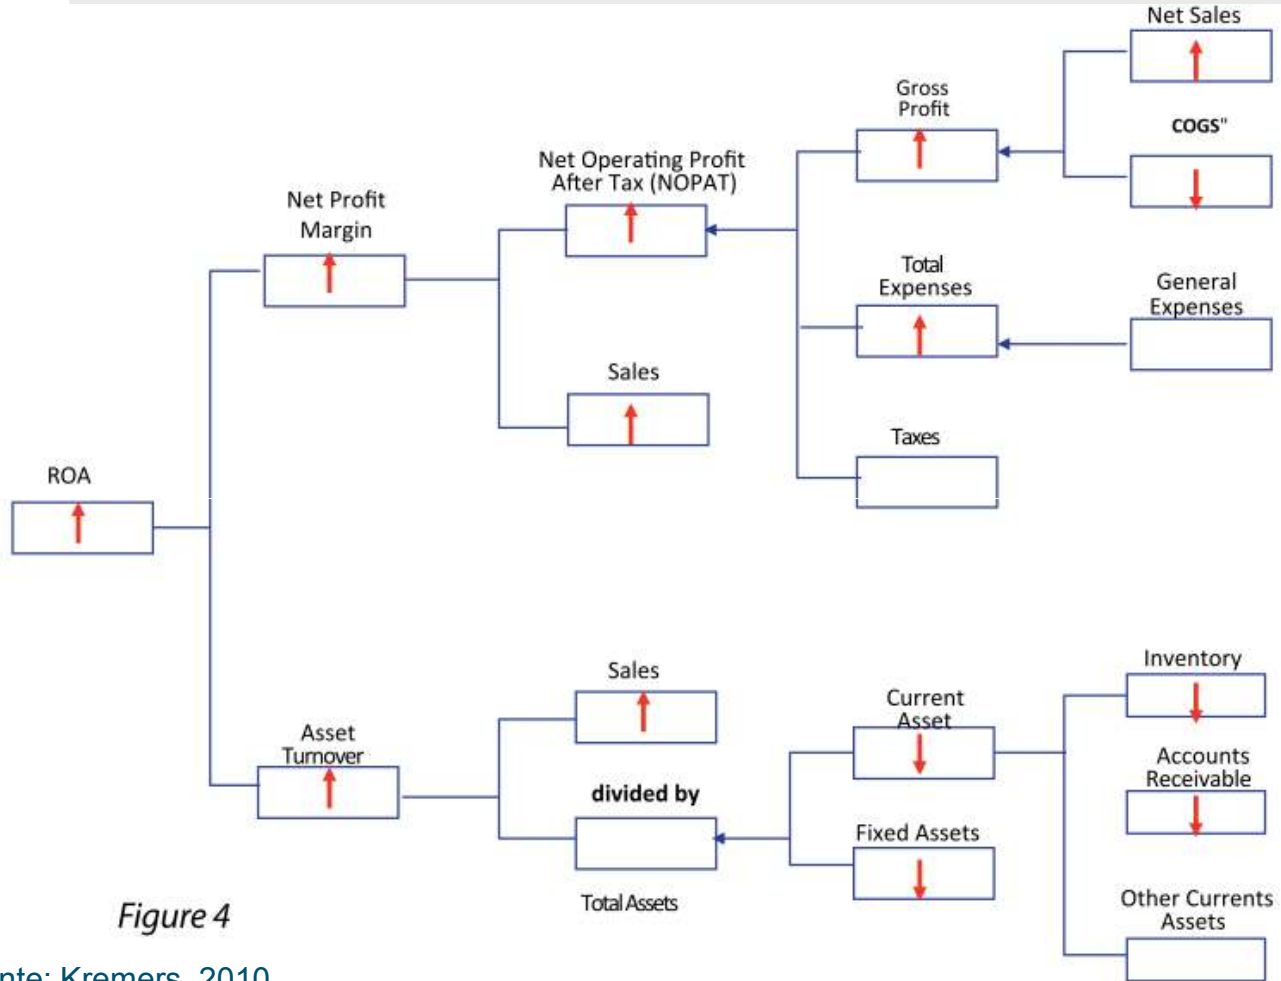 Net Sales
Gross
Profit
COGS"
Net Operating Profit
After Tax (NOPAT)
Net Profit
Margin
Total
Expenses
General
Expenses
Sales
Taxes
ROA
Sales
Inventory
Current
Asset
Asset
Turnover
Accounts
Receivable
divided by
Fixed Assets
Total Assets
Other Currents
Assets
Figure 4
nte: Kremers, 2010